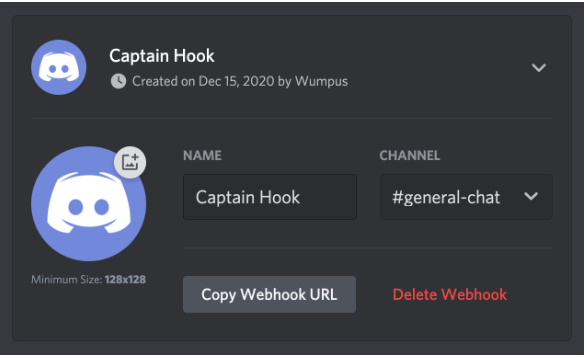 Captain Hook
Created on Dec 15, 2020 by Wumpus
NAME
CHANNEL
Captain Hook
#general-chat
Minimum Size: 128x128
Copy Webhook URL
Delete Webhook